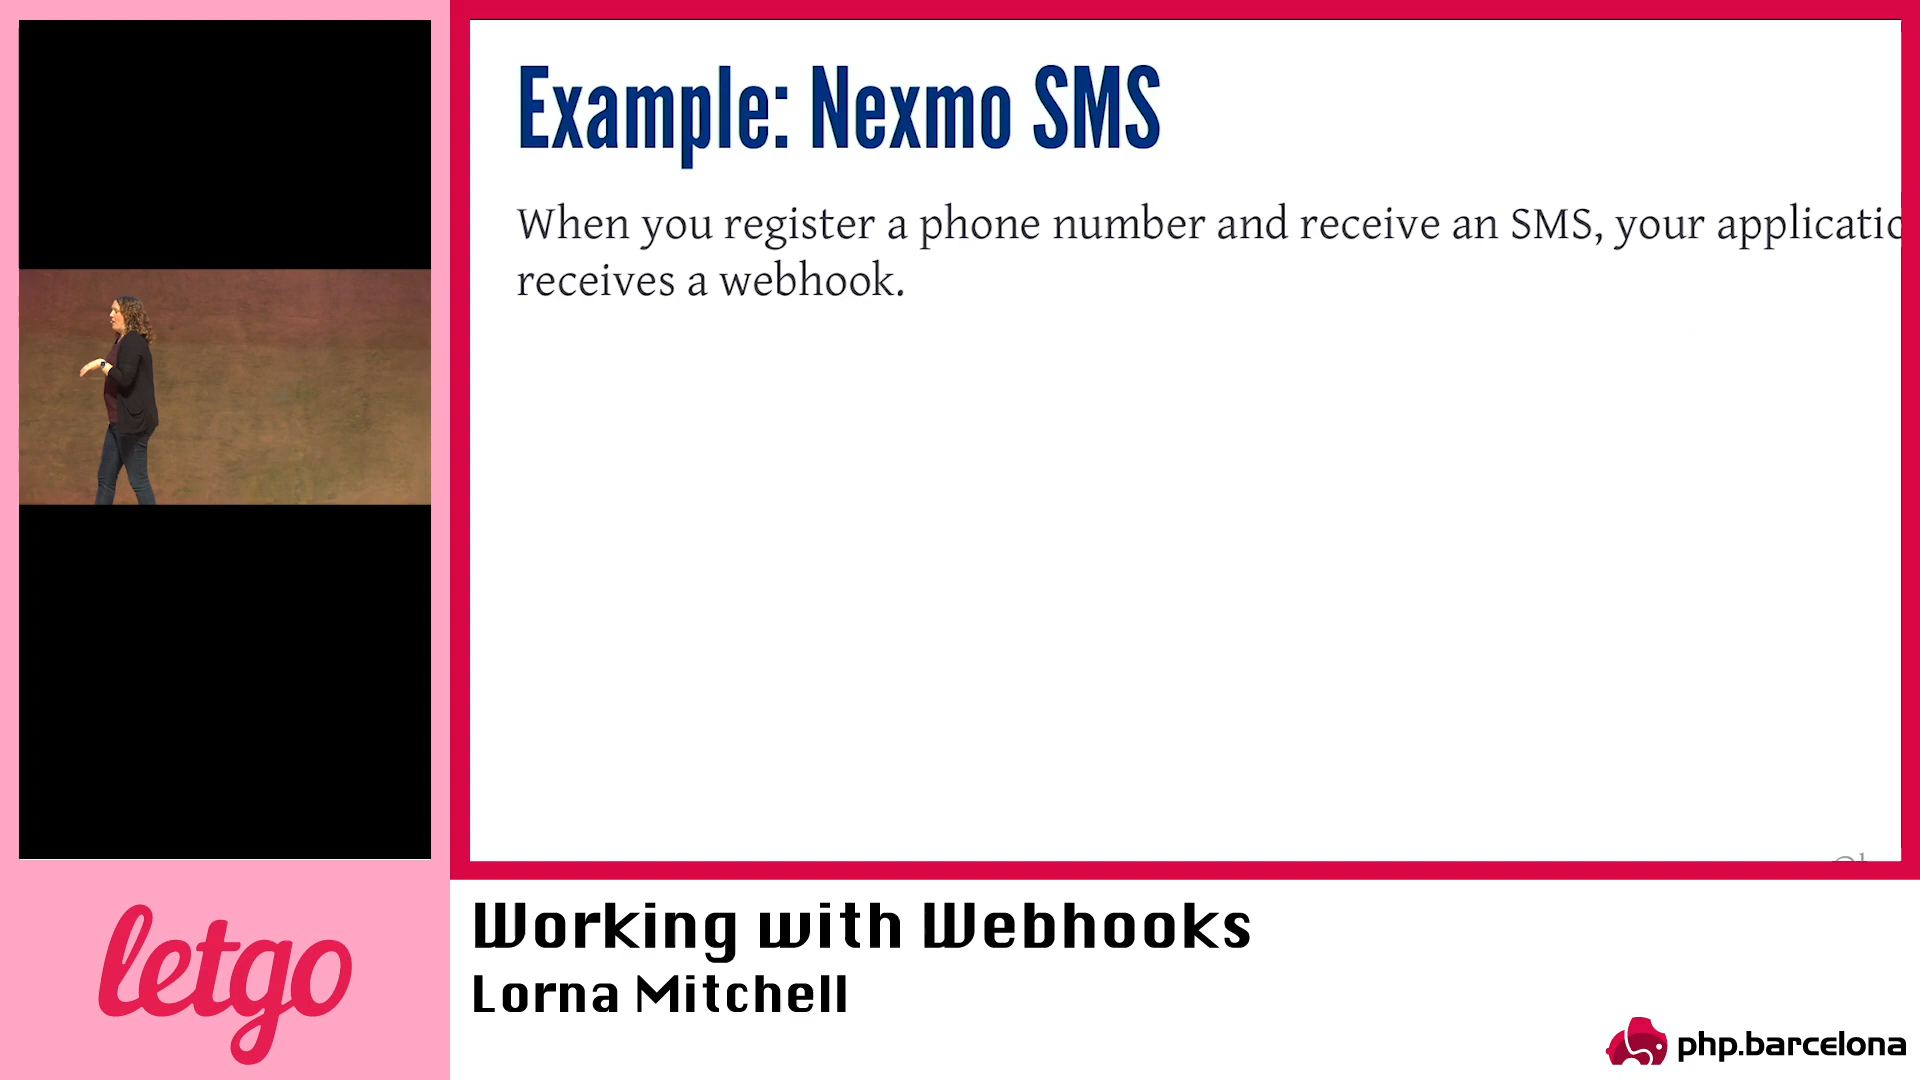 Example: Nexmo SMS
When you register a phone number and receive an SMS, your applicatio
receives a webhook.
letgo
Working with Webhooks
Lorna Mitchell
php.barcelona